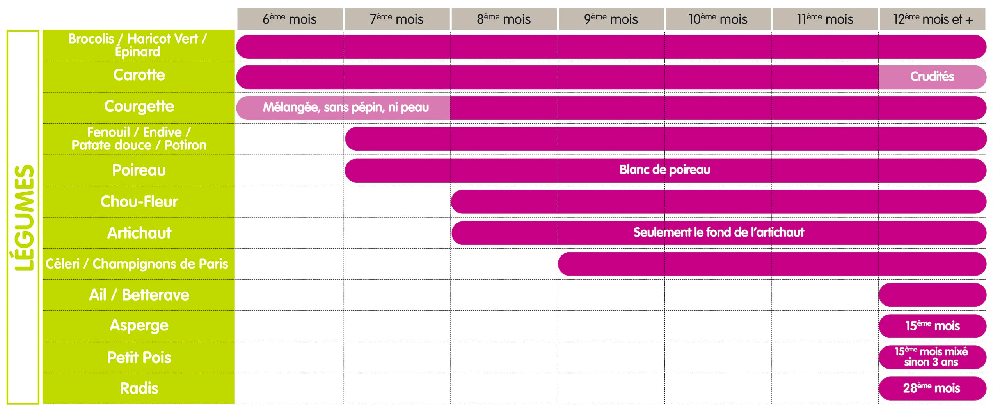 6ème mois
7ème mois
8ème mois
9ème mois
10ème mois
11ème mois
12ème mois et +
LÉGUMES
Brocolis / Haricot Vert /
Épinard
Carotte
Crudités
Courgette
Mélangée, sans pépin, ni peau
Fenouil / Endive /
Patate douce / Potiron
Poireau
Blanc de poireau
Chou-Fleur
Artichaut
Seulement le fond de l'artichaut
Céleri / Champignons de Paris
Ail / Betterave
Asperge
15ème mois
Petit Pois
15ème mois mixé
sinon 3 ans
Radis
28ème mois